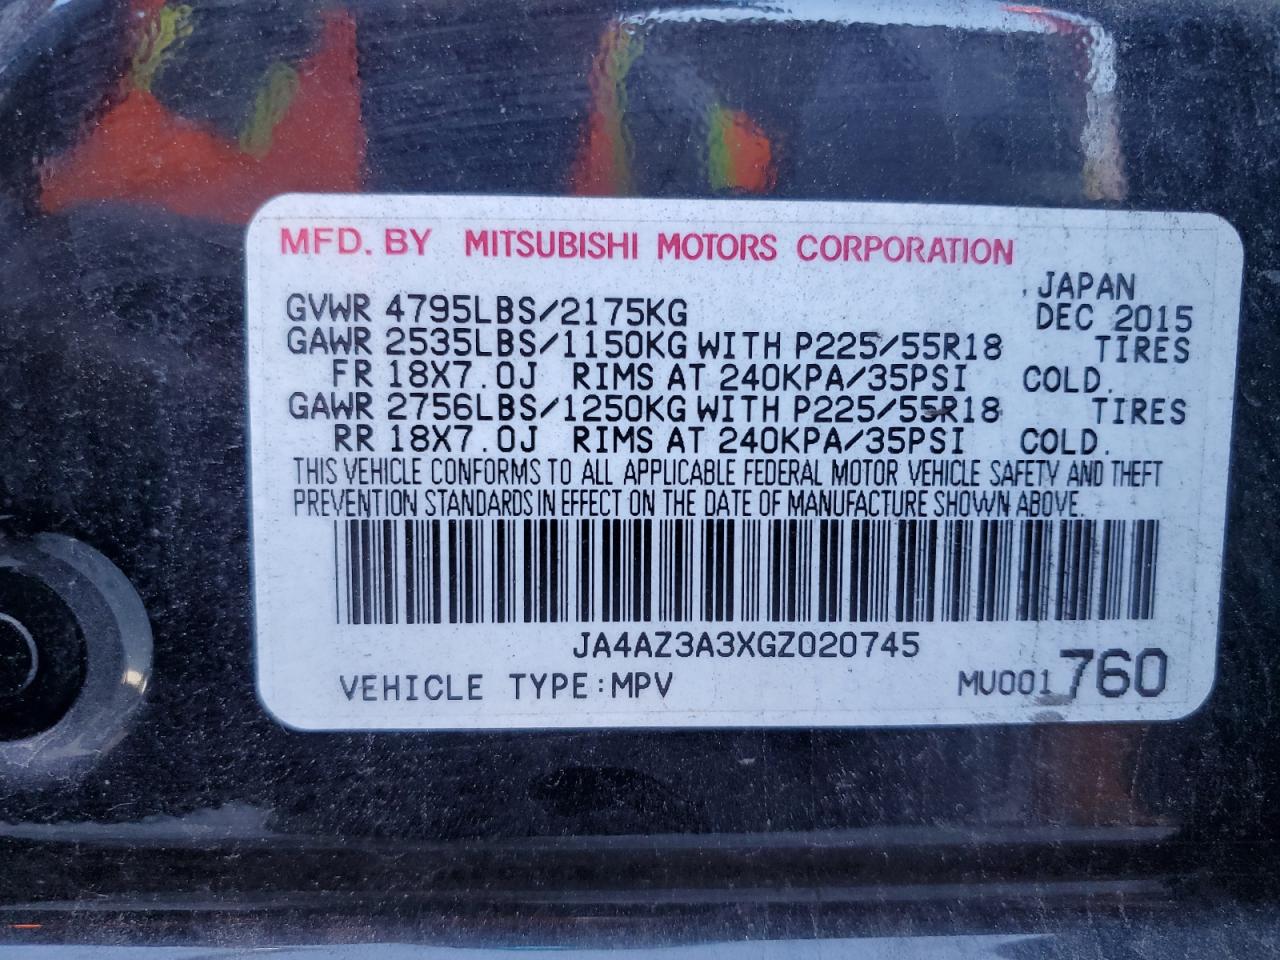 MFD. BY MITSUBISHI MOTORS CORPORATION
JAPAN
GVWR 4795LBS/2175KG DEC 2015
GAWR 2535LBS/1150KG WITH P225/55R18 TIRES
FR 18X7.0J RIMS AT 240KPA/35PSI COLD.
GAWR 2756LBS/1250KG WITH P225/55R18 TIRES
RR 18X7.0J RIMS AT 240KPA/35PSI COLD.
THIS VEHICLE CONFORMS TO ALL APPLICABLE FEDERAL MOTOR VEHICLE SAFETY AND THEFT
PREVENTION STANDARDS IN EFFECT ON THE DATE OF MANUFACTURE SHOWN ABOVE.
JA4AZ3A3XGZ020745
VEHICLE TYPE:MPV MU001760